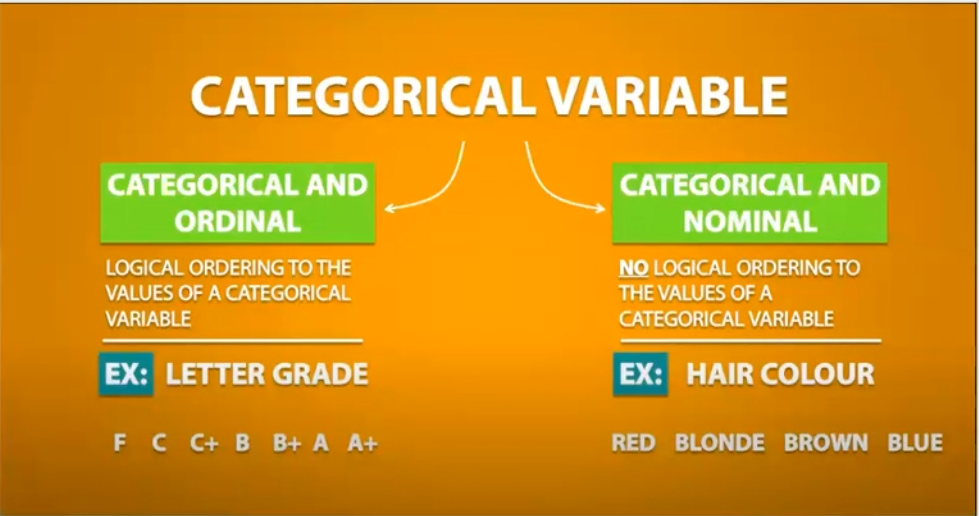 CATEGORICAL VARIABLE
CATEGORICAL AND
ORDINAL
LOGICAL ORDERING TO THE
VALUES OF A CATEGORICAL
VARIABLE
EX: LETTER GRADE
F C C+ B B+ A A+
CATEGORICAL AND
NOMINAL
NO LOGICAL ORDERING TO
THE VALUES OF A
CATEGORICAL VARIABLE
EX: HAIR COLOUR
RED BLONDE BROWN BLUE